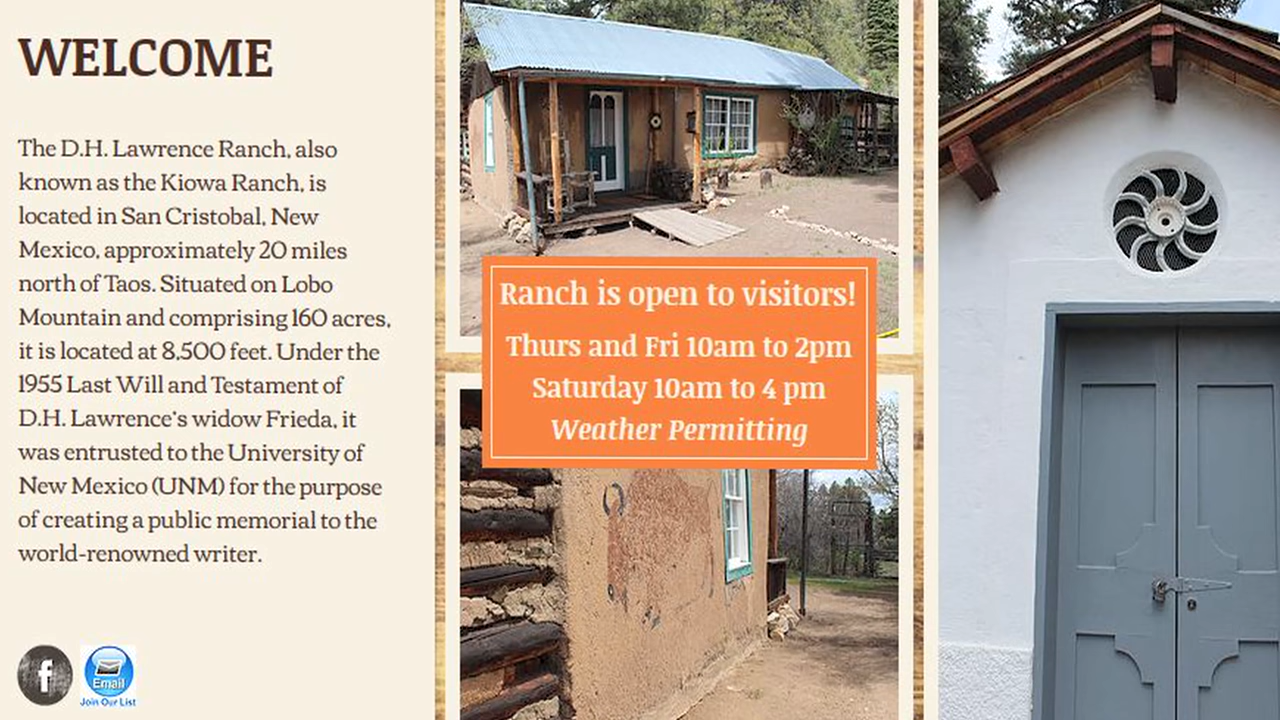 WELCOME
The D.H. Lawrence Ranch, also
known as the Kiowa Ranch, is
located in San Cristobal, New
Mexico, approximately 20 miles
north of Taos. Situated on Lobo
Mountain and comprising 160 acres,
it is located at 8,500 feet. Under the
1955 Last Will and Testament of
D.H. Lawrence's widow Frieda, it
was entrusted to the University of
New Mexico (UNM) for the purpose
of creating a public memorial to the
world-renowned writer.
f
Email
Join Our List
Ranch is open to visitors!
Thurs and Fri 10am to 2pm
Saturday 10am to 4 pm
Weather Permitting